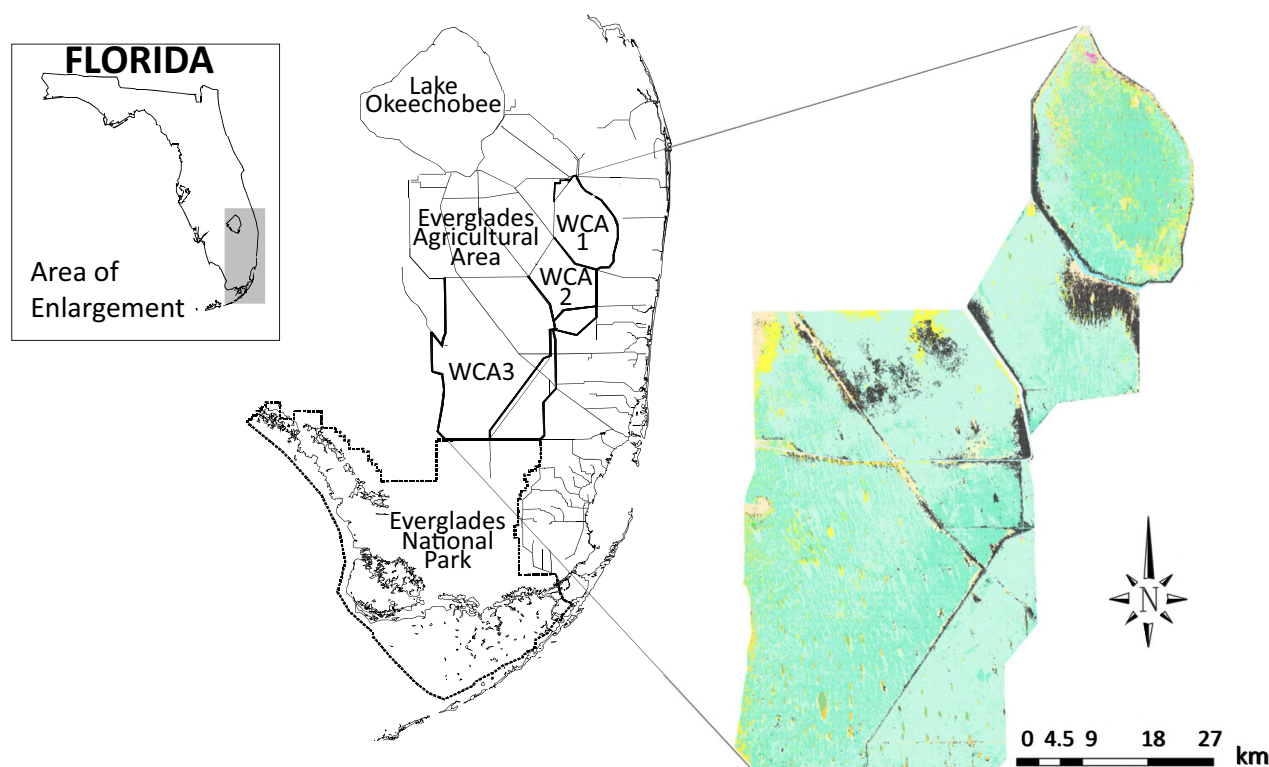 FLORIDA
Area of
Enlargement
Lake
Okeechobee
Everglades
Agricultural
Area
WCA
1
WCA
2
WCA3
Everglades
National
Park
N
0 4.5 9 18 27
km